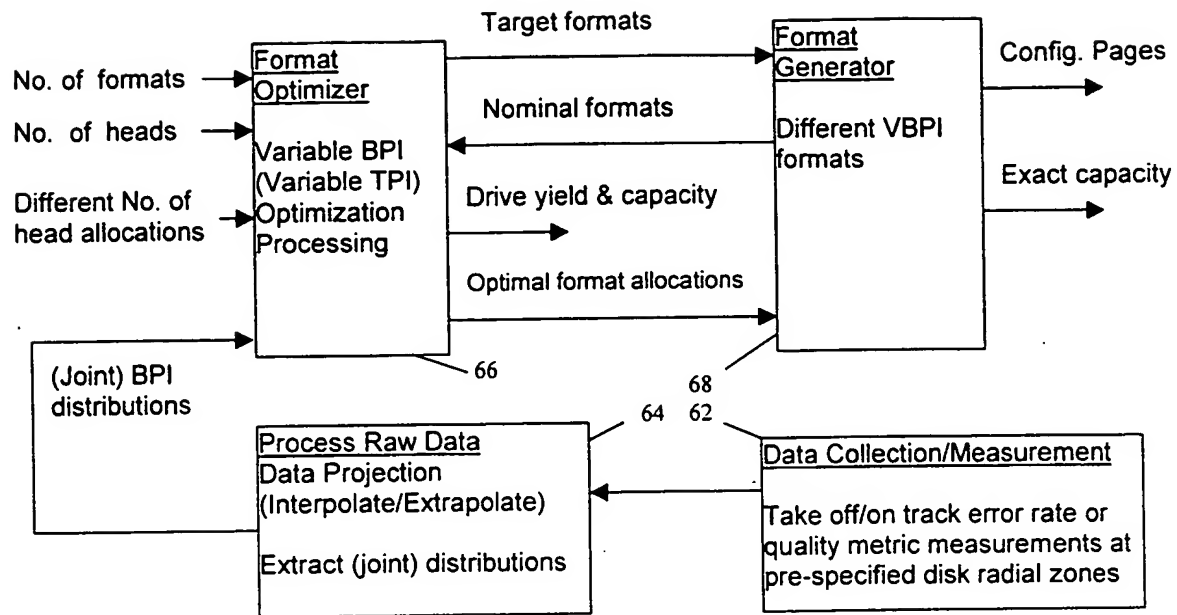 Target formats
No. of formats
No. of heads
Different No. of
head allocations
Format
Optimizer
Variable BPI
(Variable TPI)
Optimization
Processing
Nominal formats
Drive yield & capacity
Optimal format allocations
Format
Generator
Different VBPI
formats
Config. Pages
Exact capacity
66
68
64
62
(Joint) BPI
distributions
Process Raw Data
Data Projection
(Interpolate/Extrapolate)
Extract (joint) distributions
Data Collection/Measurement
Take off/on track error rate or
quality metric measurements at
pre-specified disk radial zones